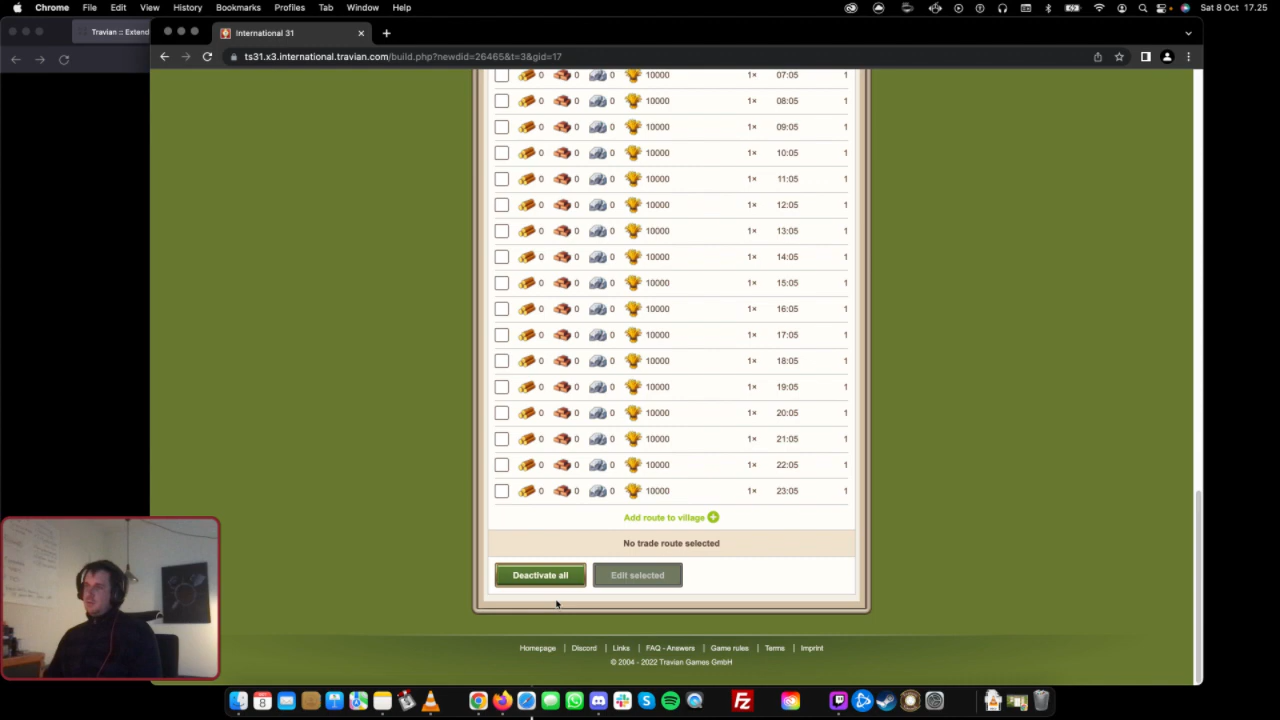 Chrome File Edit View History Bookmarks Profiles Tab Window Help Sat 8 Oct 17.25
Travian :: Extend
International 31
ts31.x3.international.travian.com/build.php?newdid=26465&t=3&gid=17
0 0 0 10000 1× 07:05 1
0 0 0 10000 1× 08:05 1
0 0 0 10000 1× 09:05 1
0 0 0 10000 1× 10:05 1
0 0 0 10000 1× 11:05 1
0 0 0 10000 1× 12:05 1
0 0 0 10000 1× 13:05 1
0 0 0 10000 1× 14:05 1
0 0 0 10000 1× 15:05 1
0 0 0 10000 1× 16:05 1
0 0 0 10000 1× 17:05 1
0 0 0 10000 1× 18:05 1
0 0 0 10000 1× 19:05 1
0 0 0 10000 1× 20:05 1
0 0 0 10000 1× 21:05 1
0 0 0 10000 1× 22:05 1
0 0 0 10000 1× 23:05 1
Add route to village
No trade route selected
Deactivate all Edit selected
Homepage | Discord | Links | FAQ - Answers | Game rules | Terms | Imprint
© 2004 - 2022 Travian Games GmbH